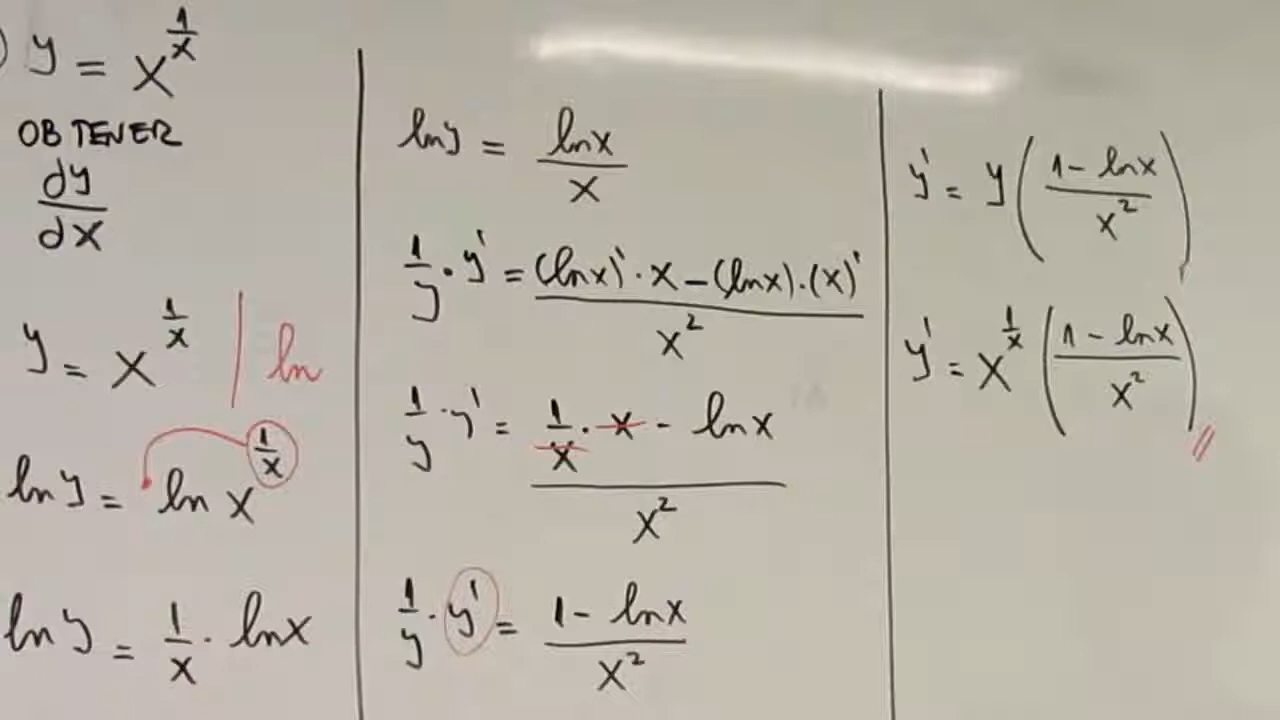 ) y = x^(1/x)
OBTENER
dy/dx
y = x^(1/x) | ln
ln y = ln x^(1/x)
ln y = 1/x · ln x
ln y = ln x / x
1/y · y' = ((ln x)' · x - (ln x) · (x)') / x²
1/y · y' = (1/x · x - ln x) / x²
1/y · y' = (1 - ln x) / x²
y' = y ((1 - ln x) / x²)
y' = x^(1/x) ((1 - ln x) / x²) //